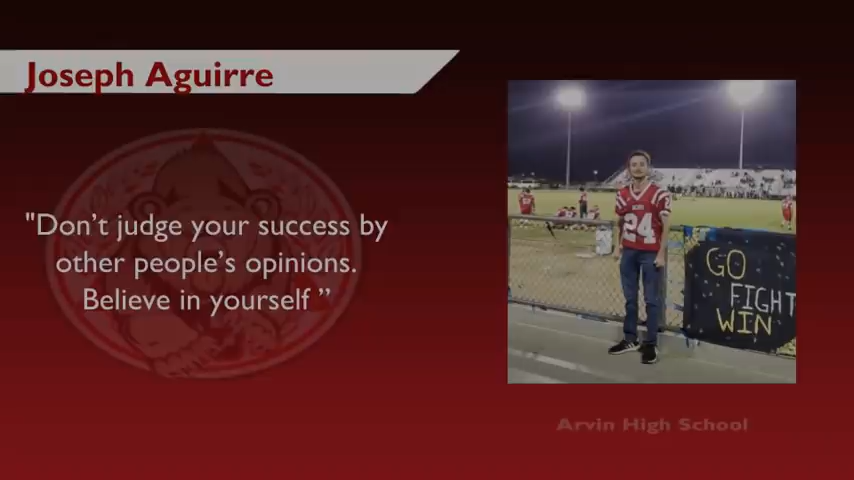 Joseph Aguirre
"Don’t judge your success by
other people’s opinions.
Believe in yourself ”
24
GO
FIGHT
WIN
Arvin High School